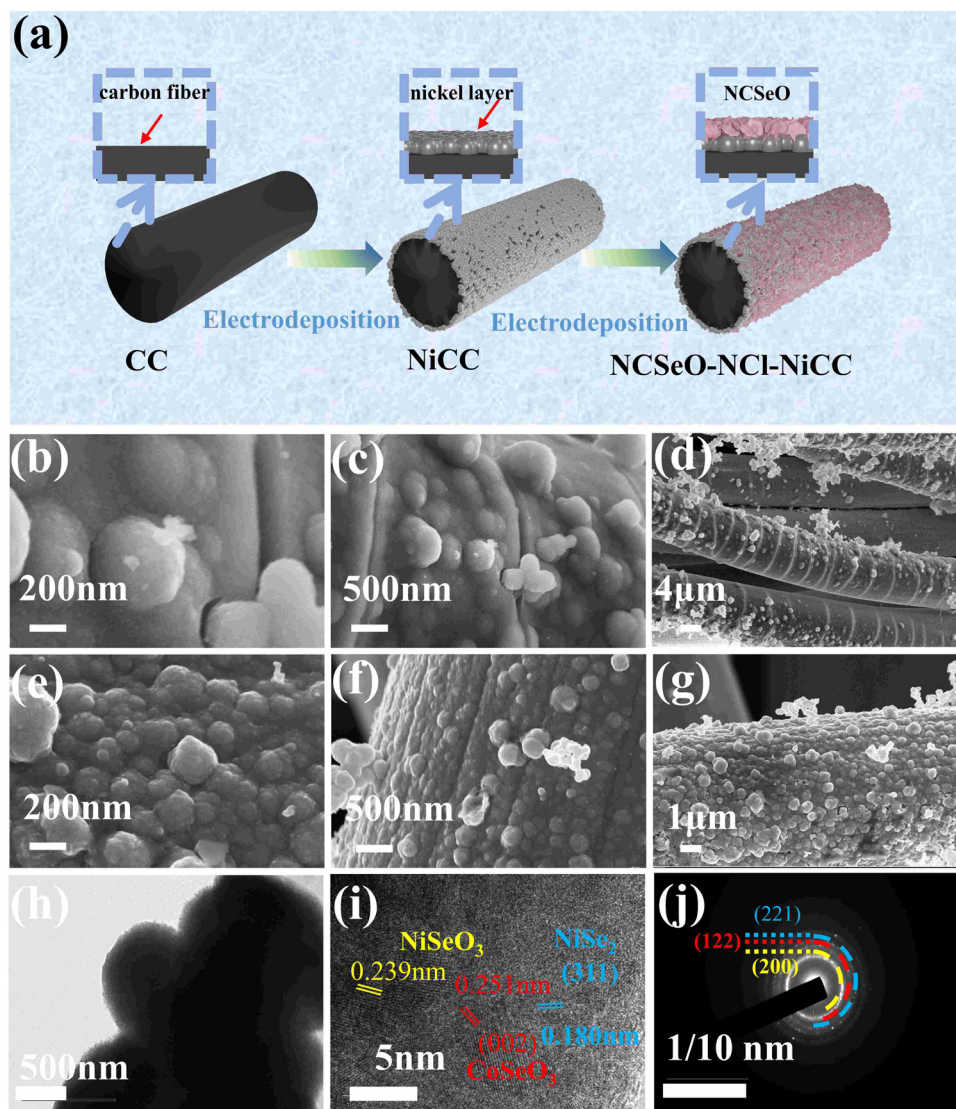 (a)
carbon fiber
nickel layer
NCSeO
Electrodeposition
Electrodeposition
CC
NiCC
NCSeO-NCl-NiCC
(b)
200nm
(c)
500nm
(d)
4μm
(e)
200nm
(f)
500nm
(g)
1μm
(h)
500nm
(i)
NiSeO₃
0.239nm
NiSe₂
(311)
0.251nm
0.180nm
(002)
CoSeO₃
5nm
(j)
(221)
(122)
(200)
1/10 nm